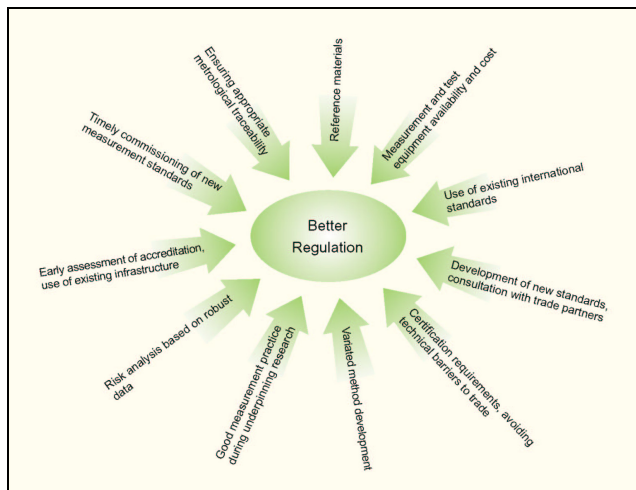 Better
Regulation
Reference materials
Measurement and test
equipment availability and cost
Use of existing international
standards
Development of new standards,
consultation with trade partners
Certification requirements, avoiding
technical barriers to trade
Variated method development
Good measurement practice
during underpinning research
Risk analysis based on robust
data
Early assessment of accreditation,
use of existing infrastructure
Timely commissioning of new
measurement standards
Ensuring appropriate
metrological traceability